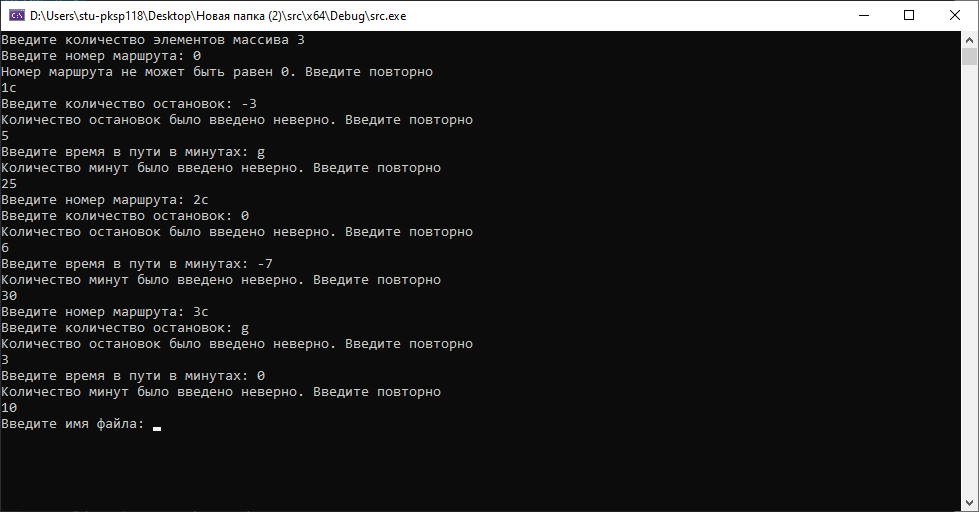 D:\Users\stu-pksp118\Desktop\Новая папка (2)\src\x64\Debug\src.exe
Введите количество элементов массива 3
Введите номер маршрута: 0
Номер маршрута не может быть равен 0. Введите повторно
1c
Введите количество остановок: -3
Количество остановок было введено неверно. Введите повторно
5
Введите время в пути в минутах: g
Количество минут было введено неверно. Введите повторно
25
Введите номер маршрута: 2c
Введите количество остановок: 0
Количество остановок было введено неверно. Введите повторно
6
Введите время в пути в минутах: -7
Количество минут было введено неверно. Введите повторно
30
Введите номер маршрута: 3c
Введите количество остановок: g
Количество остановок было введено неверно. Введите повторно
3
Введите время в пути в минутах: 0
Количество минут было введено неверно. Введите повторно
10
Введите имя файла: